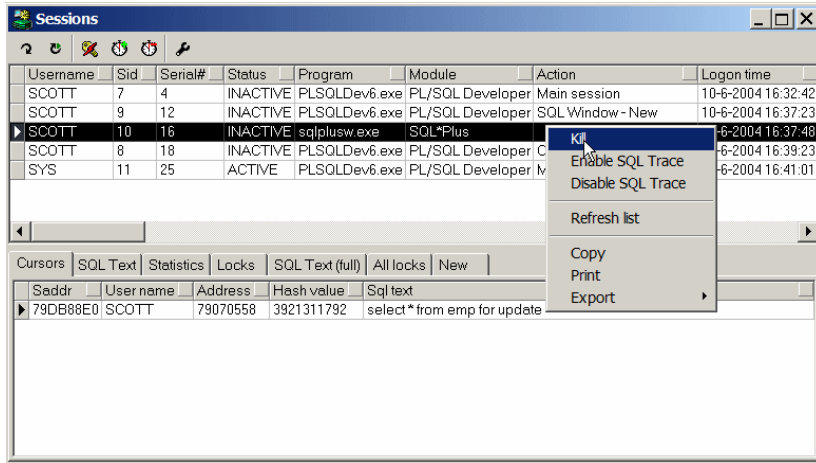 Sessions
Username Sid Serial# Status Program Module Action Logon time
SCOTT 7 4 INACTIVE PLSQLDev6.exe PL/SQL Developer Main session 10-6-2004 16:32:42
SCOTT 9 12 INACTIVE PLSQLDev6.exe PL/SQL Developer SQL Window - New 10-6-2004 16:37:23
SCOTT 10 16 INACTIVE sqlplusw.exe SQL*Plus -6-2004 16:37:48
SCOTT 8 18 INACTIVE PLSQLDev6.exe PL/SQL Developer C -6-2004 16:39:23
SYS 11 25 ACTIVE PLSQLDev6.exe PL/SQL Developer M -6-2004 16:41:01
Kill
Enable SQL Trace
Disable SQL Trace
Refresh list
Copy
Print
Export
Cursors SQL Text Statistics Locks SQL Text (full) All locks New
Saddr User name Address Hash value Sql text
79DB88E0 SCOTT 79070558 3921311792 select * from emp for update